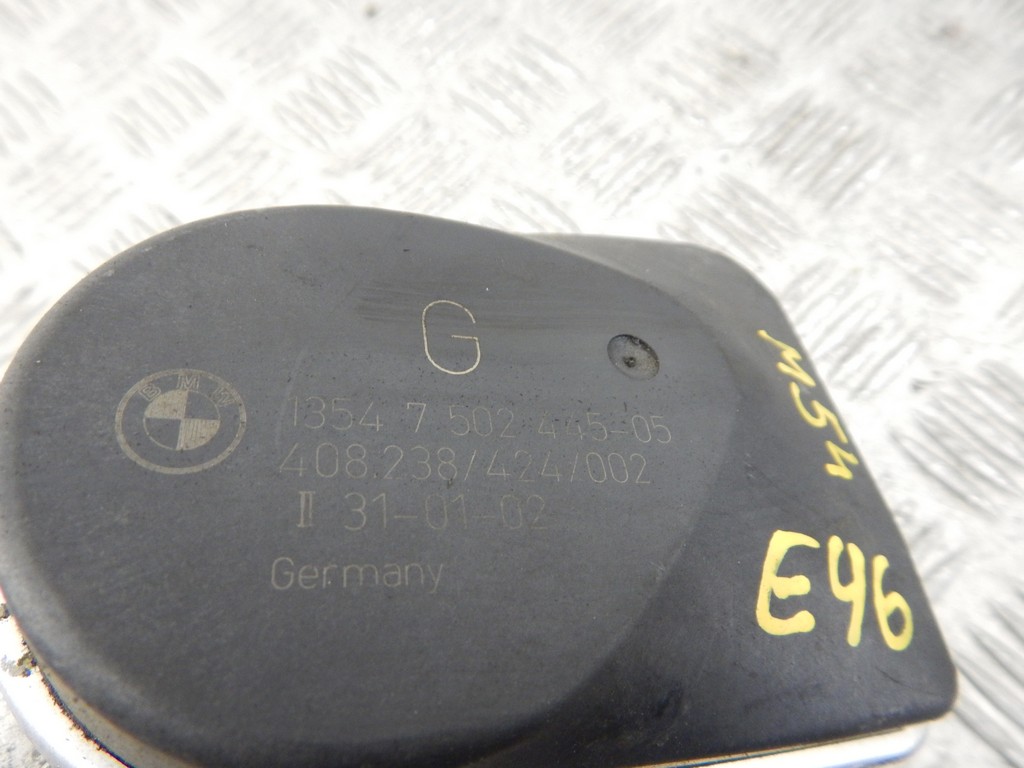 G
BMW
1354 7 502 445-05
408.238/424/002
II 31-01-02
Germany
M54
E46